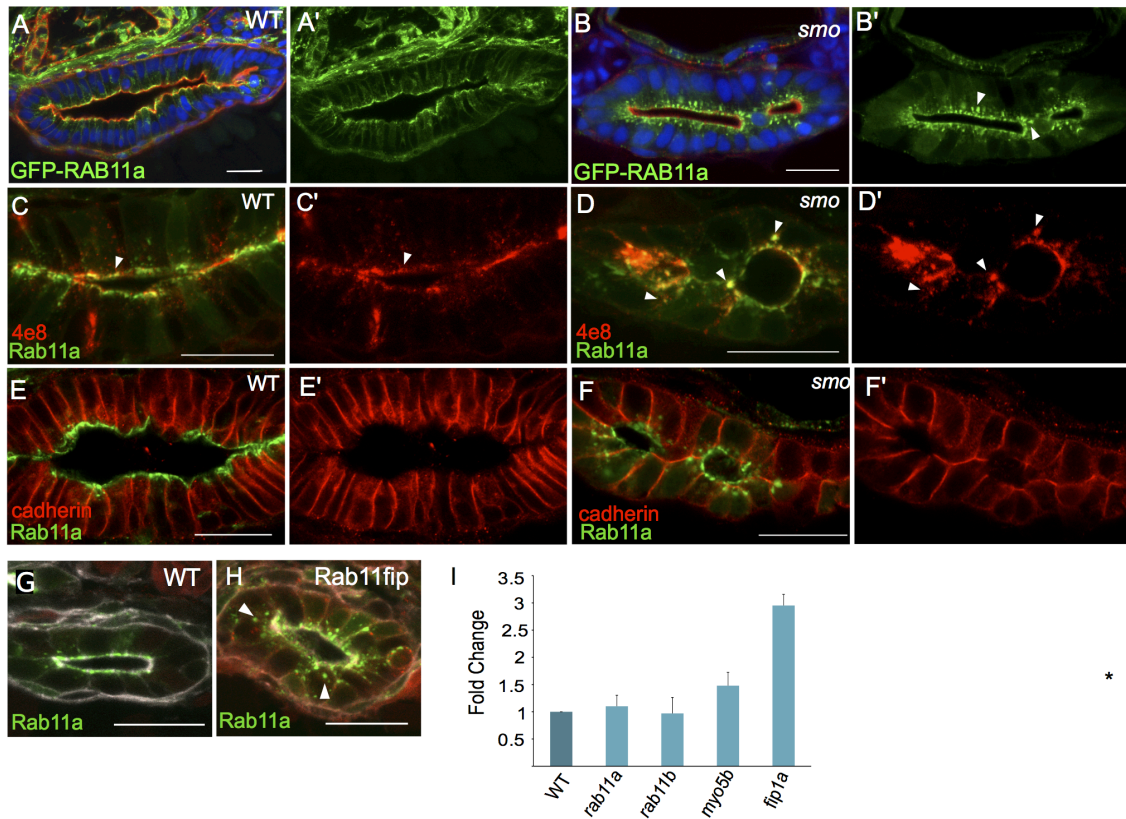 A WT
A'
B smo
B'
GFP-RAB11a
GFP-RAB11a
C WT
C'
D smo
D'
4e8
Rab11a
4e8
Rab11a
E WT
E'
F smo
F'
cadherin
Rab11a
cadherin
Rab11a
G WT
H Rab11fip
Rab11a
Rab11a
I
Fold Change
3.5
3
2.5
2
1.5
1
0.5
WT
rab11a
rab11b
myo5b
fip1a
*